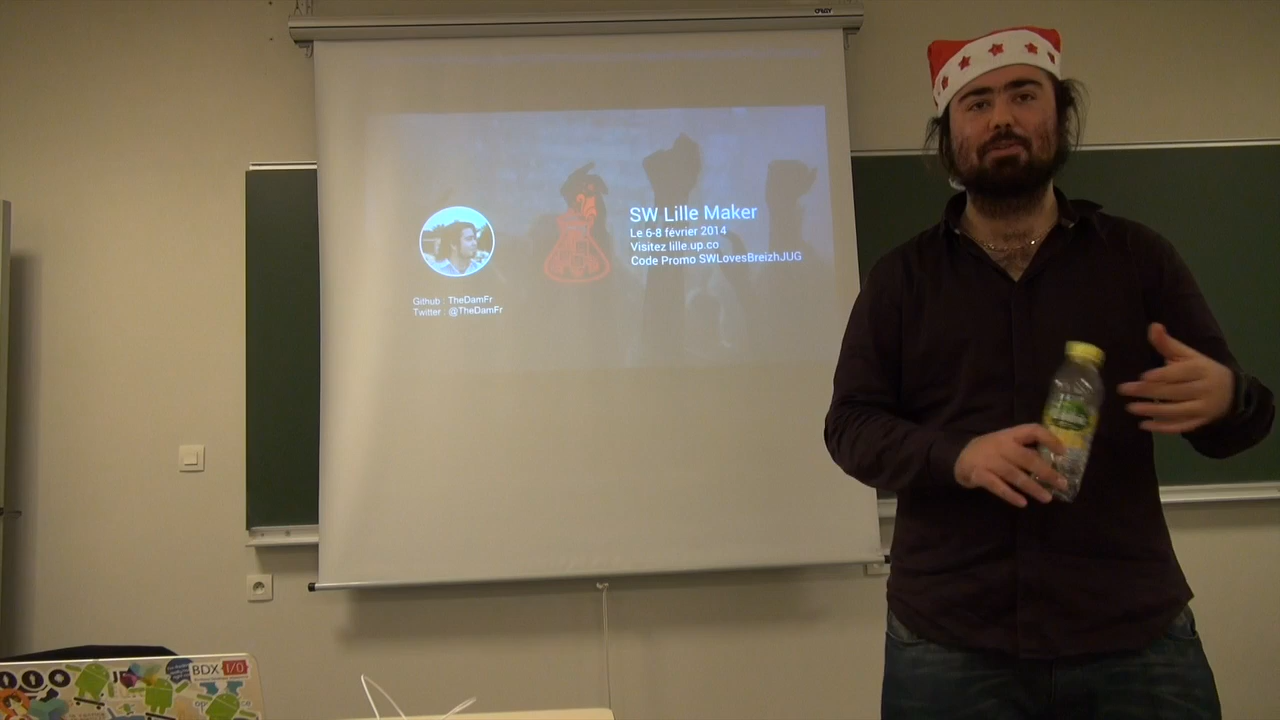 SW Lille Maker
Le 6-8 février 2014
Visitez lille.up.co
Code Promo SWLovesBreizhJUG
Github : TheDamFr
Twitter : @TheDamFr
BDX I/O